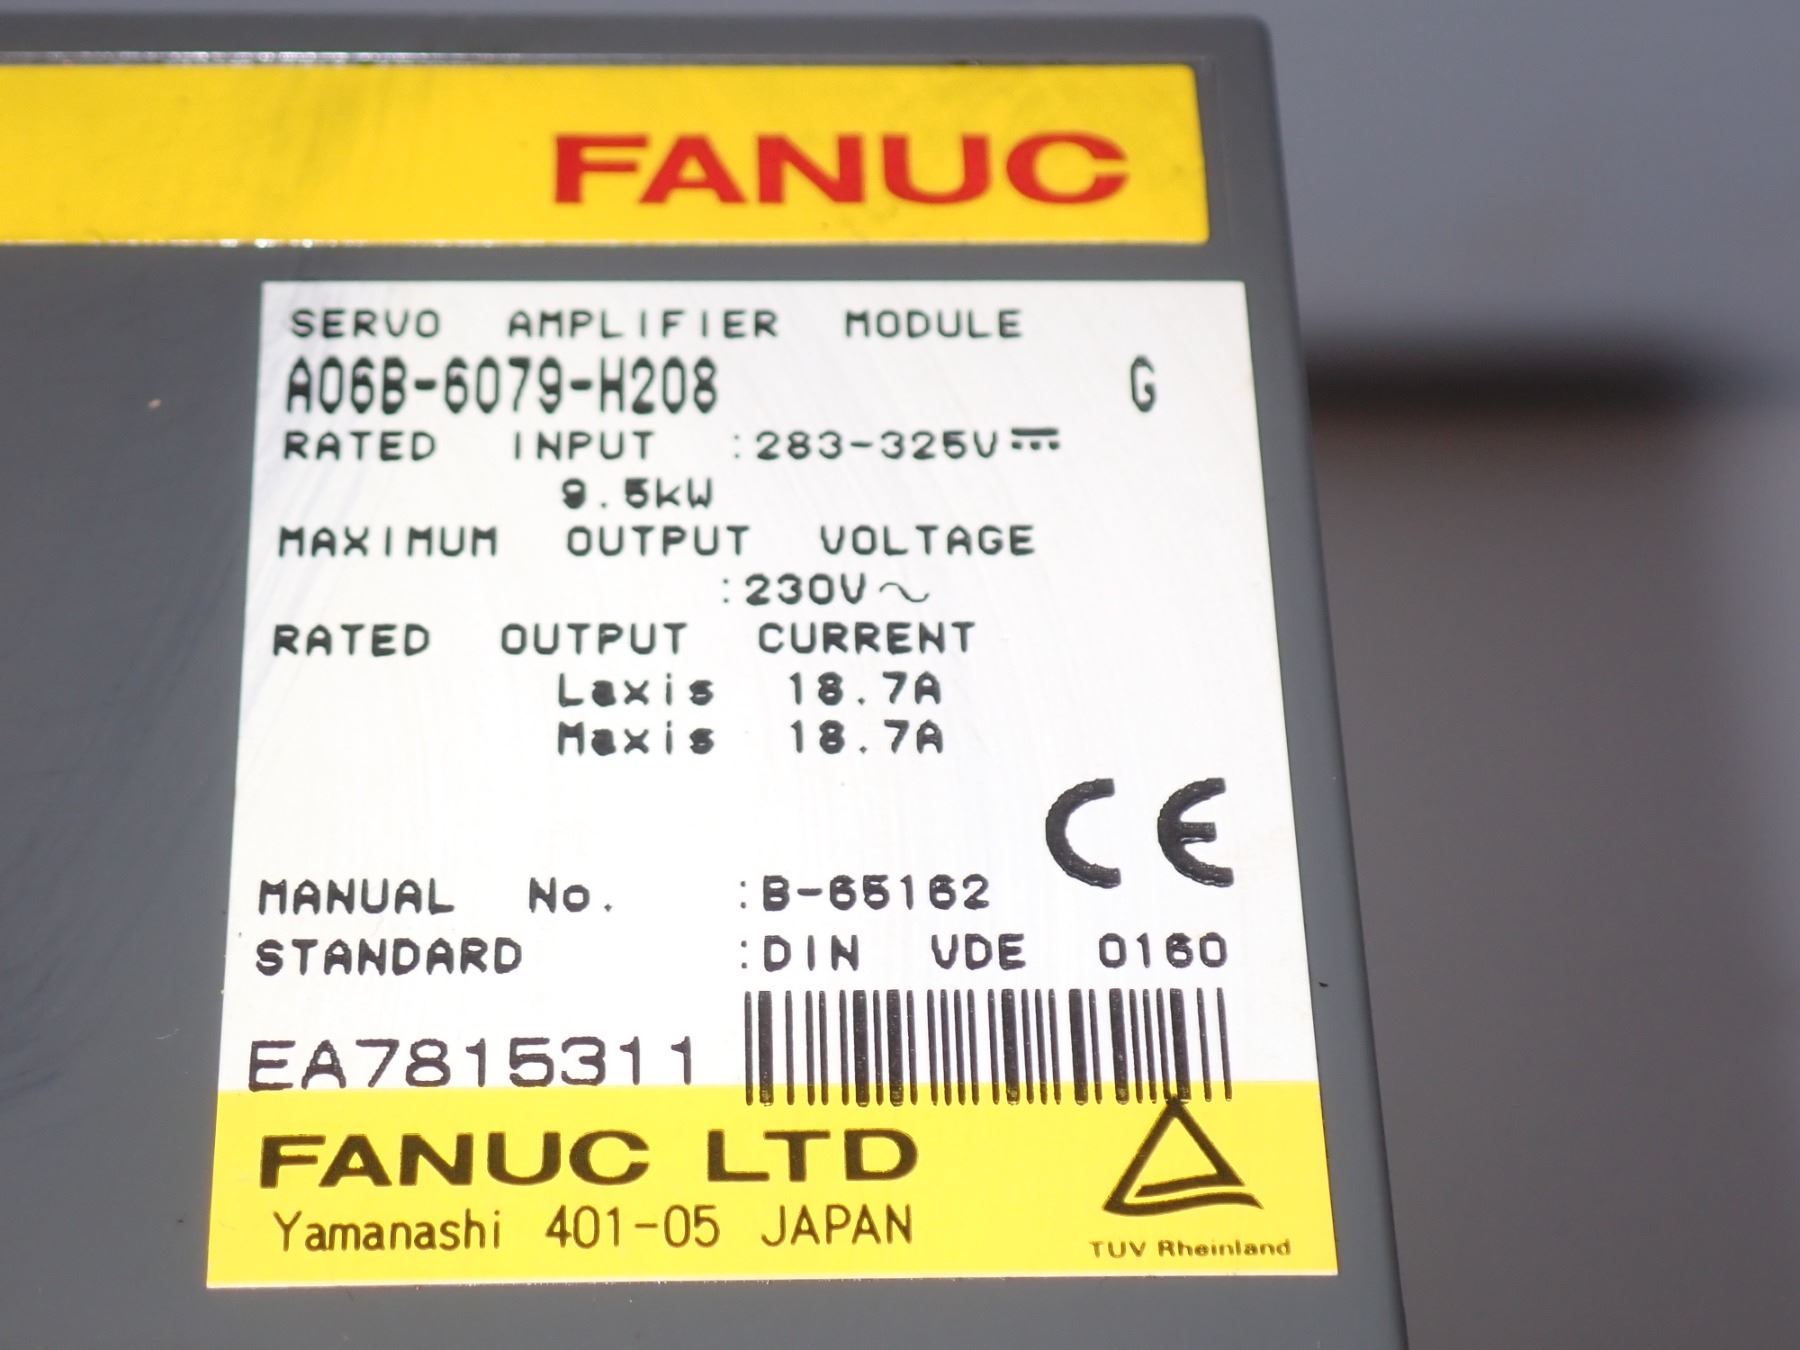 FANUC
SERVO AMPLIFIER MODULE
A06B-6079-H208 G
RATED INPUT :283-325V⎓
9.5kW
MAXIMUM OUTPUT VOLTAGE
:230V～
RATED OUTPUT CURRENT
Laxis 18.7A
Maxis 18.7A
CE
MANUAL No. :B-65162
STANDARD :DIN VDE 0160
EA7815311
FANUC LTD
Yamanashi 401-05 JAPAN
TUV Rheinland